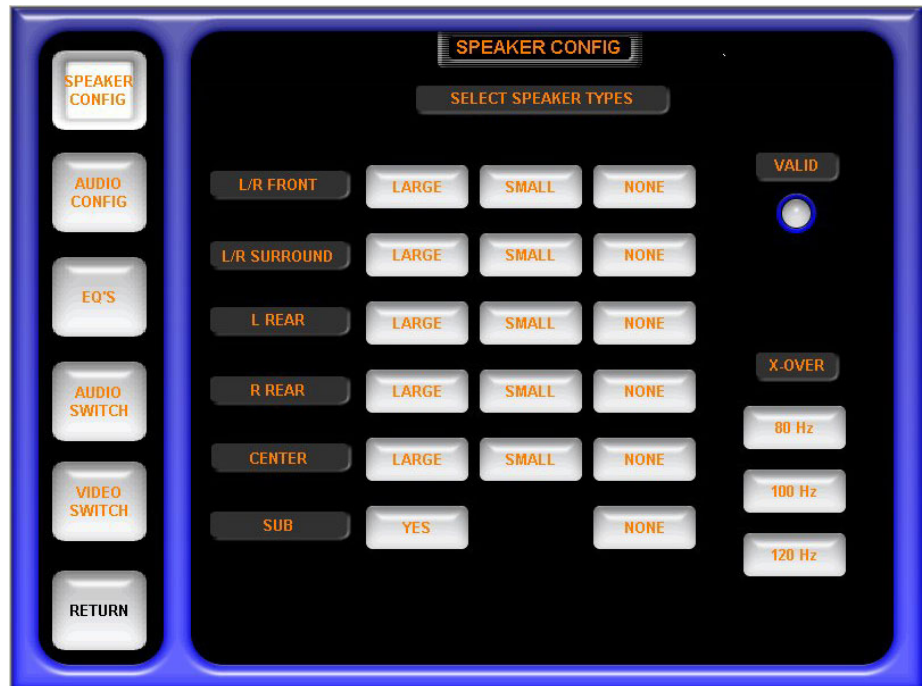 SPEAKER CONFIG
SELECT SPEAKER TYPES
SPEAKER
CONFIG
AUDIO
CONFIG
EQ'S
AUDIO
SWITCH
VIDEO
SWITCH
RETURN
L/R FRONT LARGE SMALL NONE
L/R SURROUND LARGE SMALL NONE
L REAR LARGE SMALL NONE
R REAR LARGE SMALL NONE
CENTER LARGE SMALL NONE
SUB YES NONE
VALID
X-OVER
80 Hz
100 Hz
120 Hz